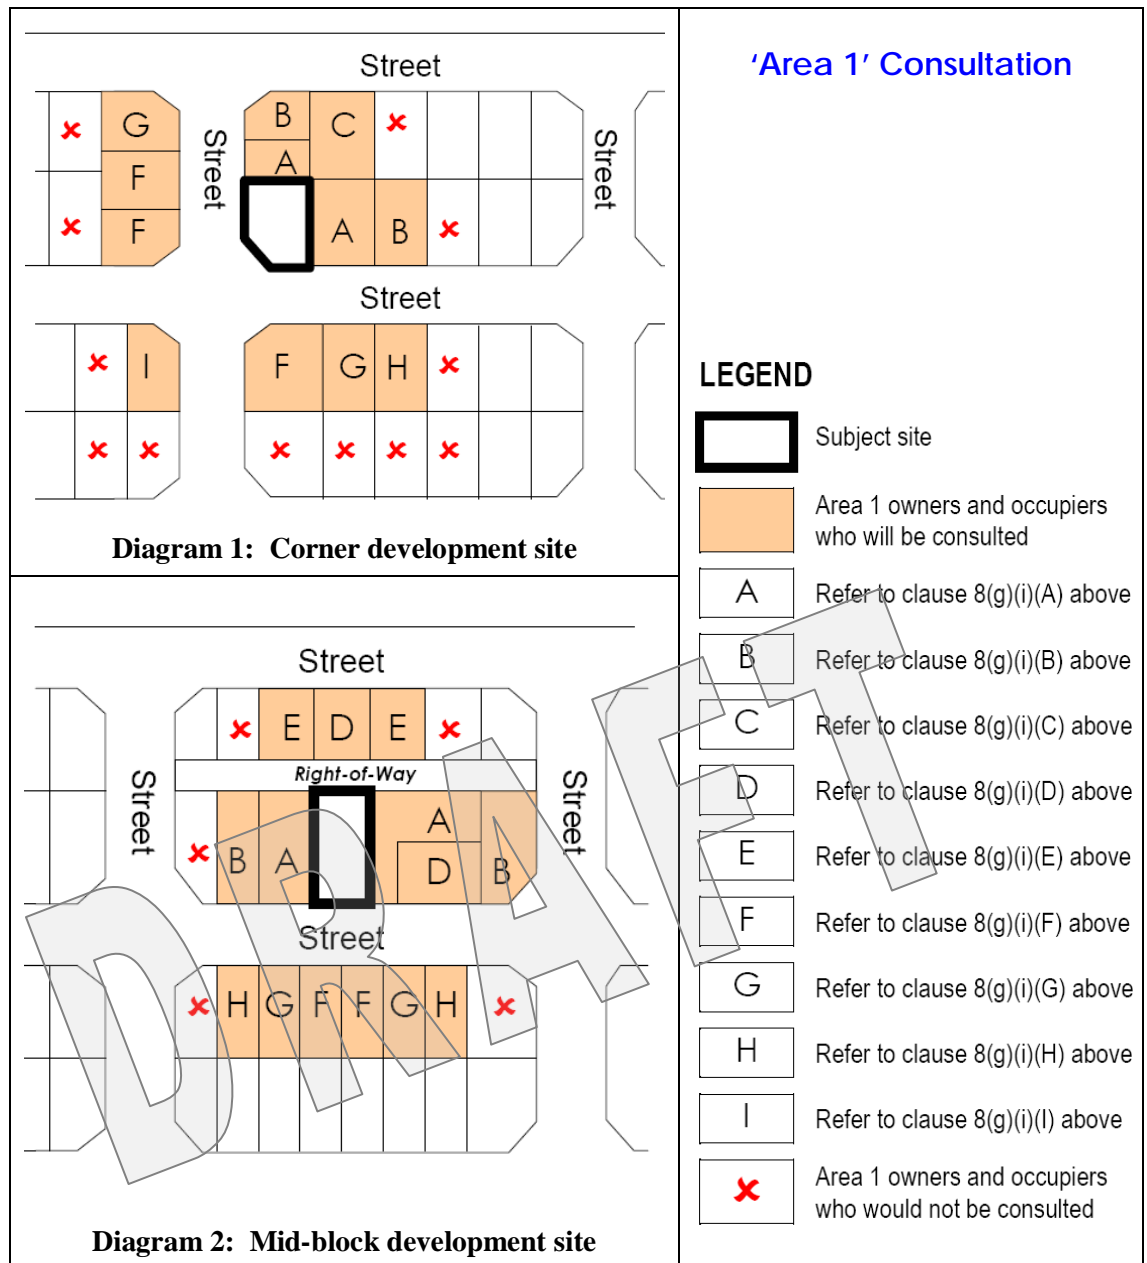 Street
G
F
F
Street
B
C
A
A
B
Street
Street
I
F
G
H
Diagram 1: Corner development site
Street
E
D
E
Right-of-Way
Street
B
A
A
D
B
Street
Street
H
G
F
F
G
H
Diagram 2: Mid-block development site
'Area 1' Consultation
LEGEND
Subject site
Area 1 owners and occupiers
who will be consulted
A Refer to clause 8(g)(i)(A) above
B Refer to clause 8(g)(i)(B) above
C Refer to clause 8(g)(i)(C) above
D Refer to clause 8(g)(i)(D) above
E Refer to clause 8(g)(i)(E) above
F Refer to clause 8(g)(i)(F) above
G Refer to clause 8(g)(i)(G) above
H Refer to clause 8(g)(i)(H) above
I Refer to clause 8(g)(i)(I) above
Area 1 owners and occupiers
who would not be consulted
DRAFT